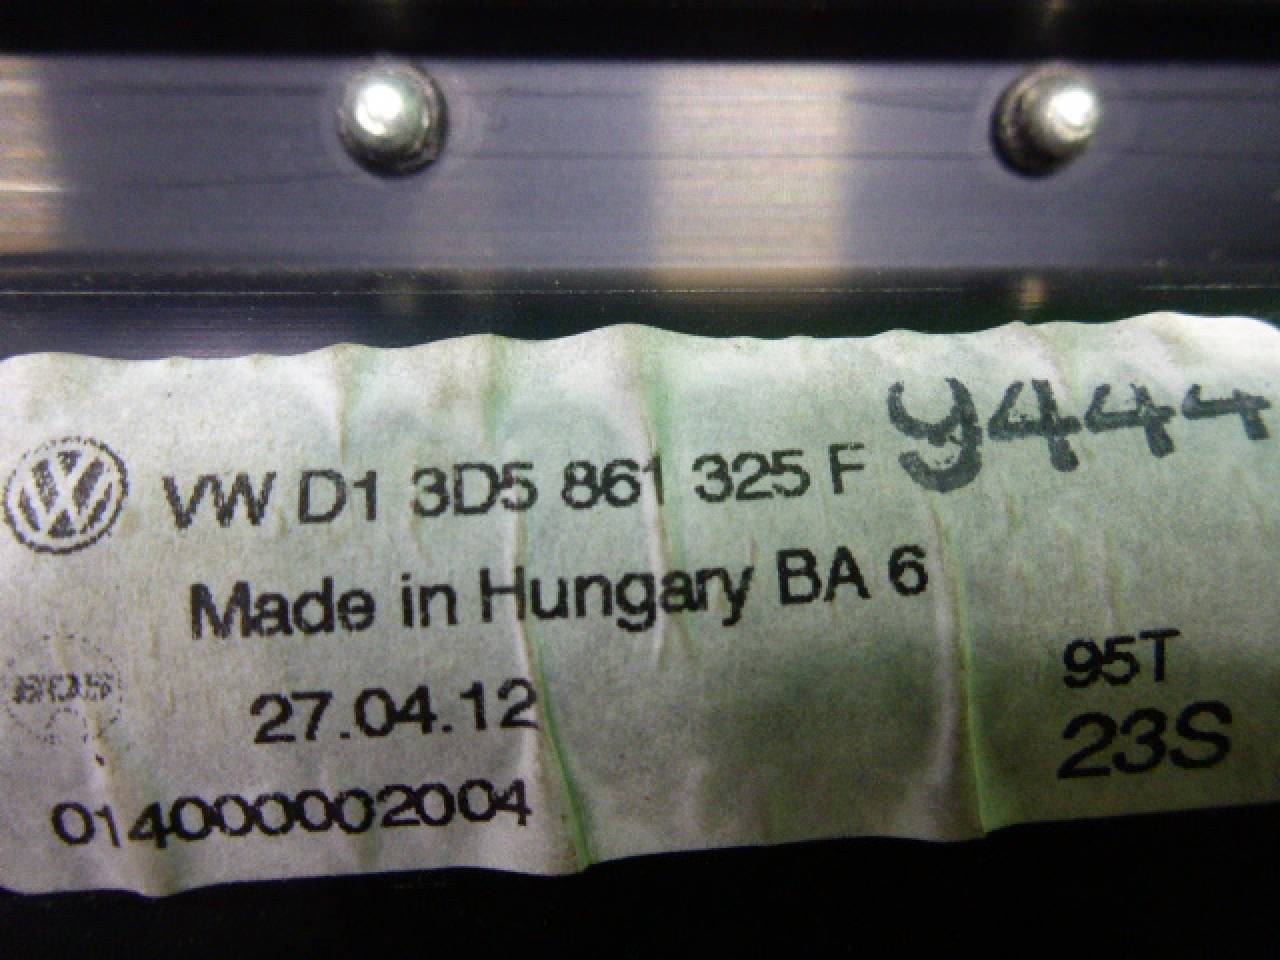 9444
VW D1 3D5 861 325 F
Made in Hungary BA 6
27.04.12
95T
23S
014000002004